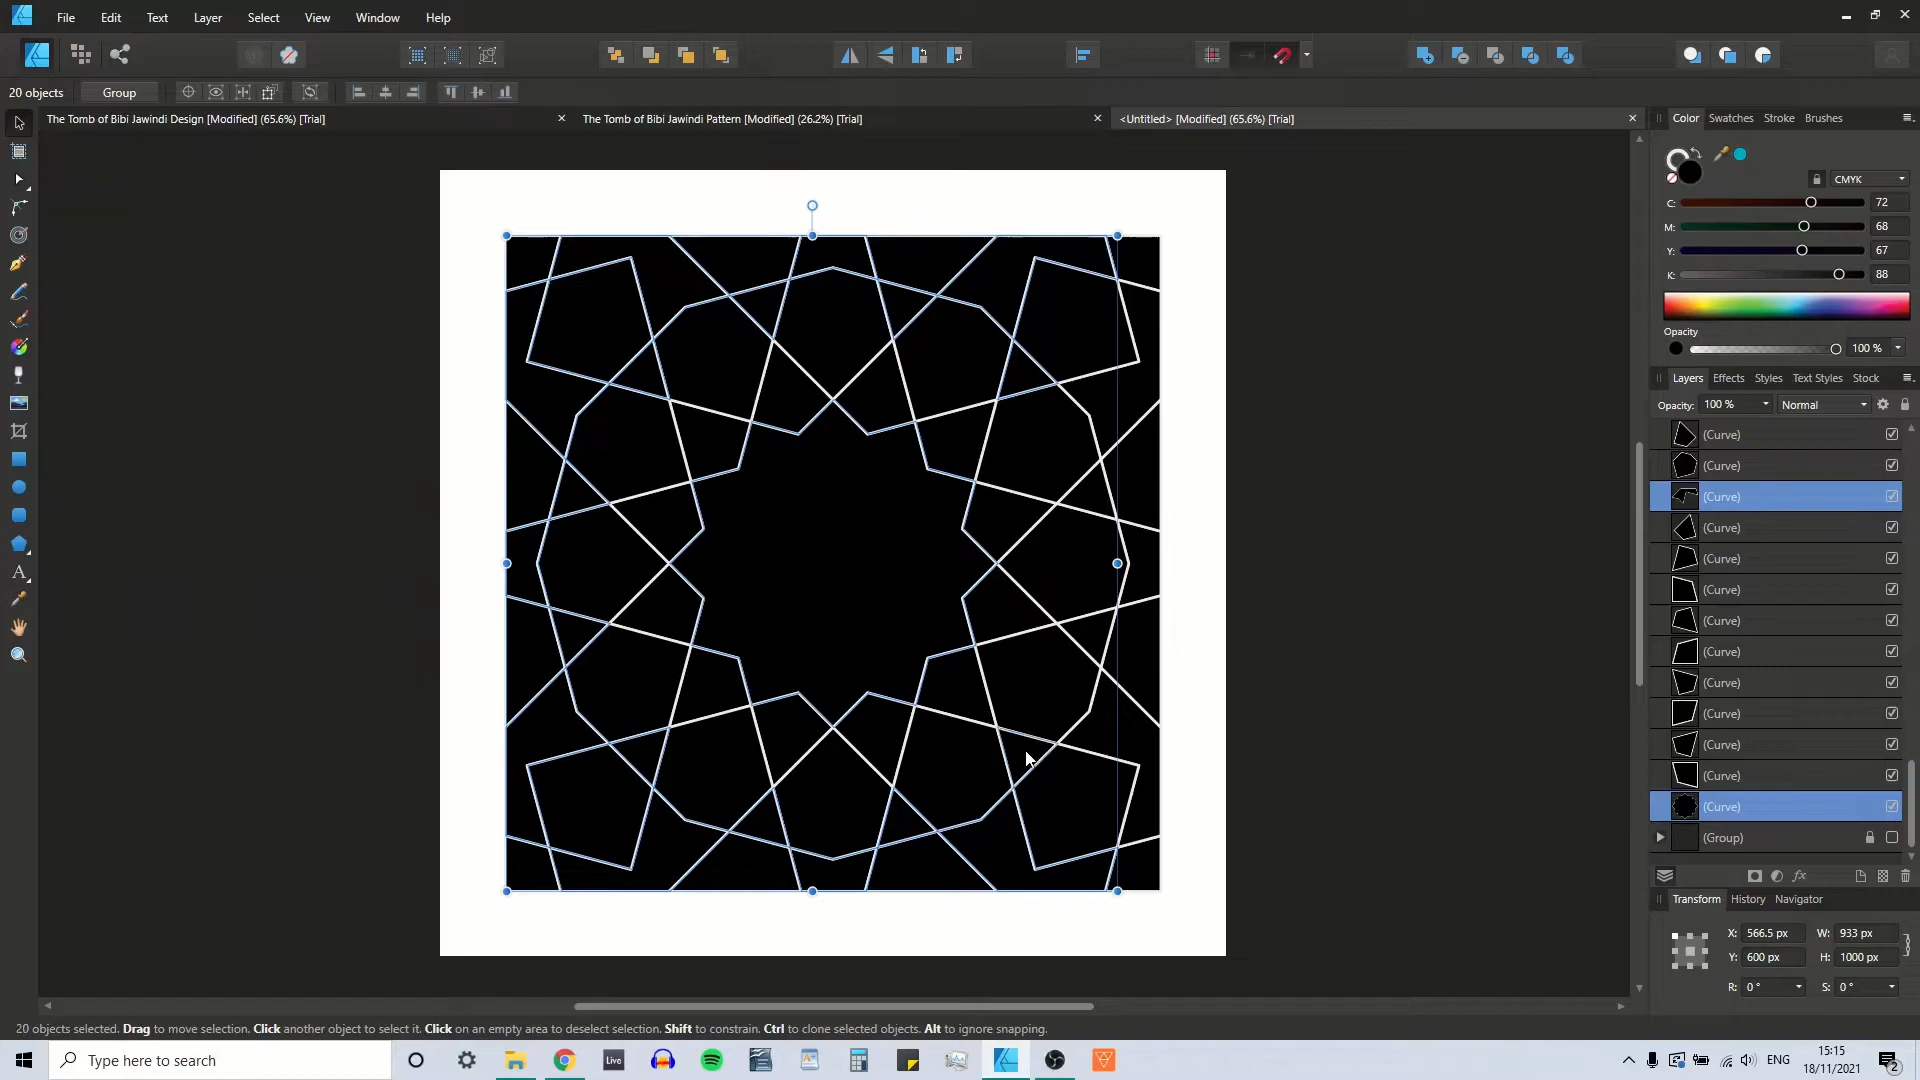 File Edit Text Layer Select View Window Help
20 objects Group
The Tomb of Bibi Jawindi Design [Modified] (65.6%) [Trial]
The Tomb of Bibi Jawindi Pattern [Modified] (26.2%) [Trial]
<Untitled> [Modified] (65.6%) [Trial]
Color Swatches Stroke Brushes
CMYK
C: 72
M: 68
Y: 67
K: 88
Opacity
100 %
Layers Effects Styles Text Styles Stock
Opacity: 100 % Normal
(Curve)
(Curve)
(Curve)
(Curve)
(Curve)
(Curve)
(Curve)
(Curve)
(Curve)
(Curve)
(Curve)
(Curve)
(Curve)
(Group)
fx
Transform History Navigator
X: 566.5 px W: 933 px
Y: 600 px H: 1000 px
R: 0 ° S: 0 °
20 objects selected. Drag to move selection. Click another object to select it. Click on an empty area to deselect selection. Shift to constrain. Ctrl to clone selected objects. Alt to ignore snapping.
Type here to search
Live
ENG
15:15
18/11/2021
2